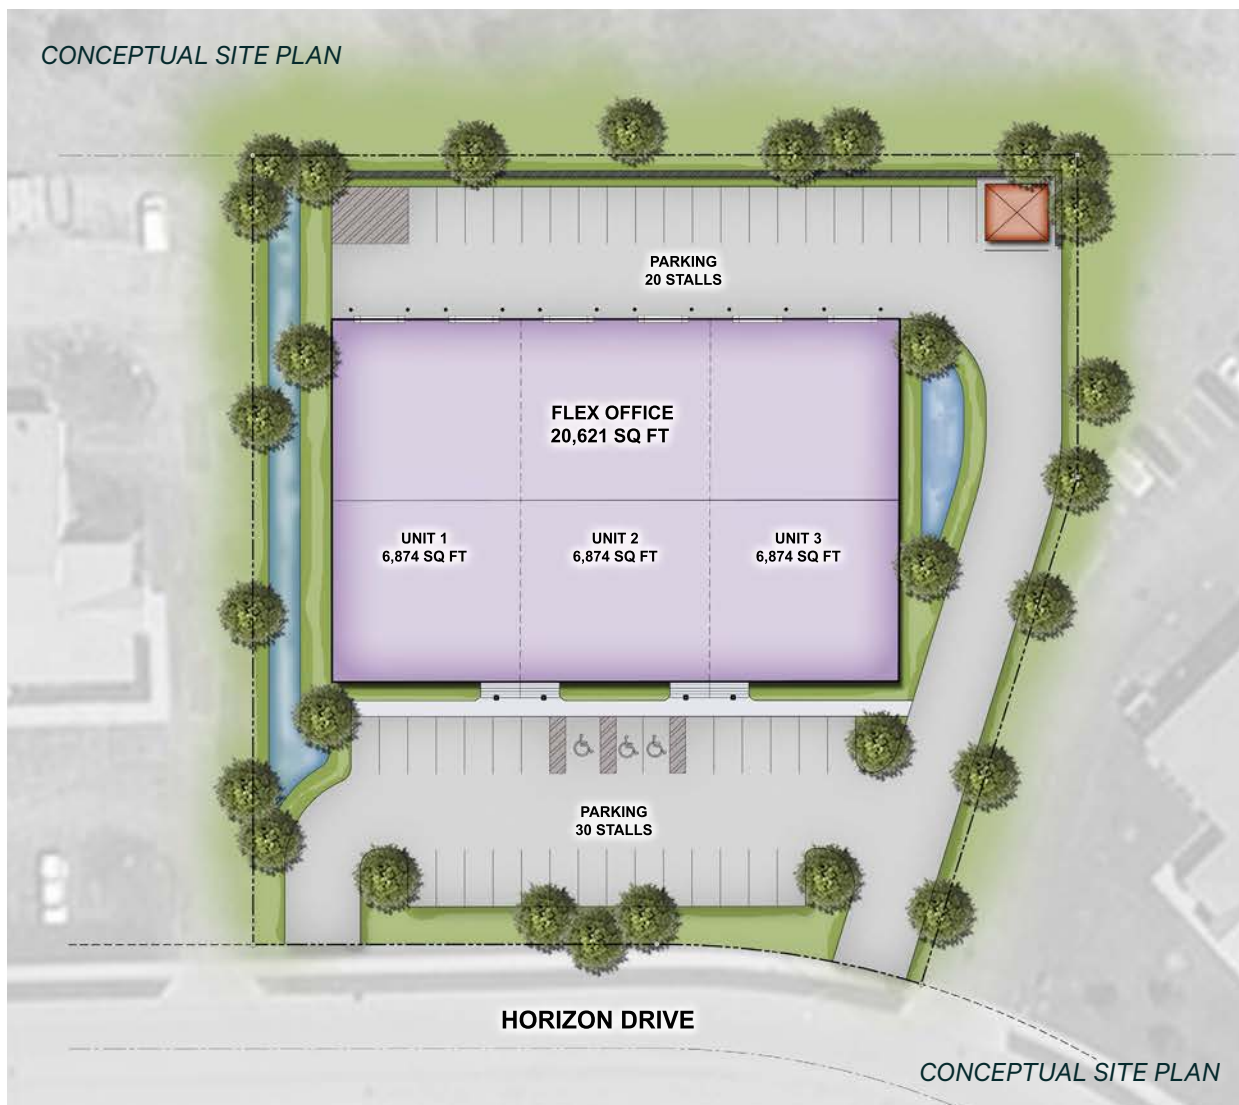 CONCEPTUAL SITE PLAN
PARKING
20 STALLS
FLEX OFFICE
20,621 SQ FT
UNIT 1
6,874 SQ FT
UNIT 2
6,874 SQ FT
UNIT 3
6,874 SQ FT
PARKING
30 STALLS
HORIZON DRIVE
CONCEPTUAL SITE PLAN